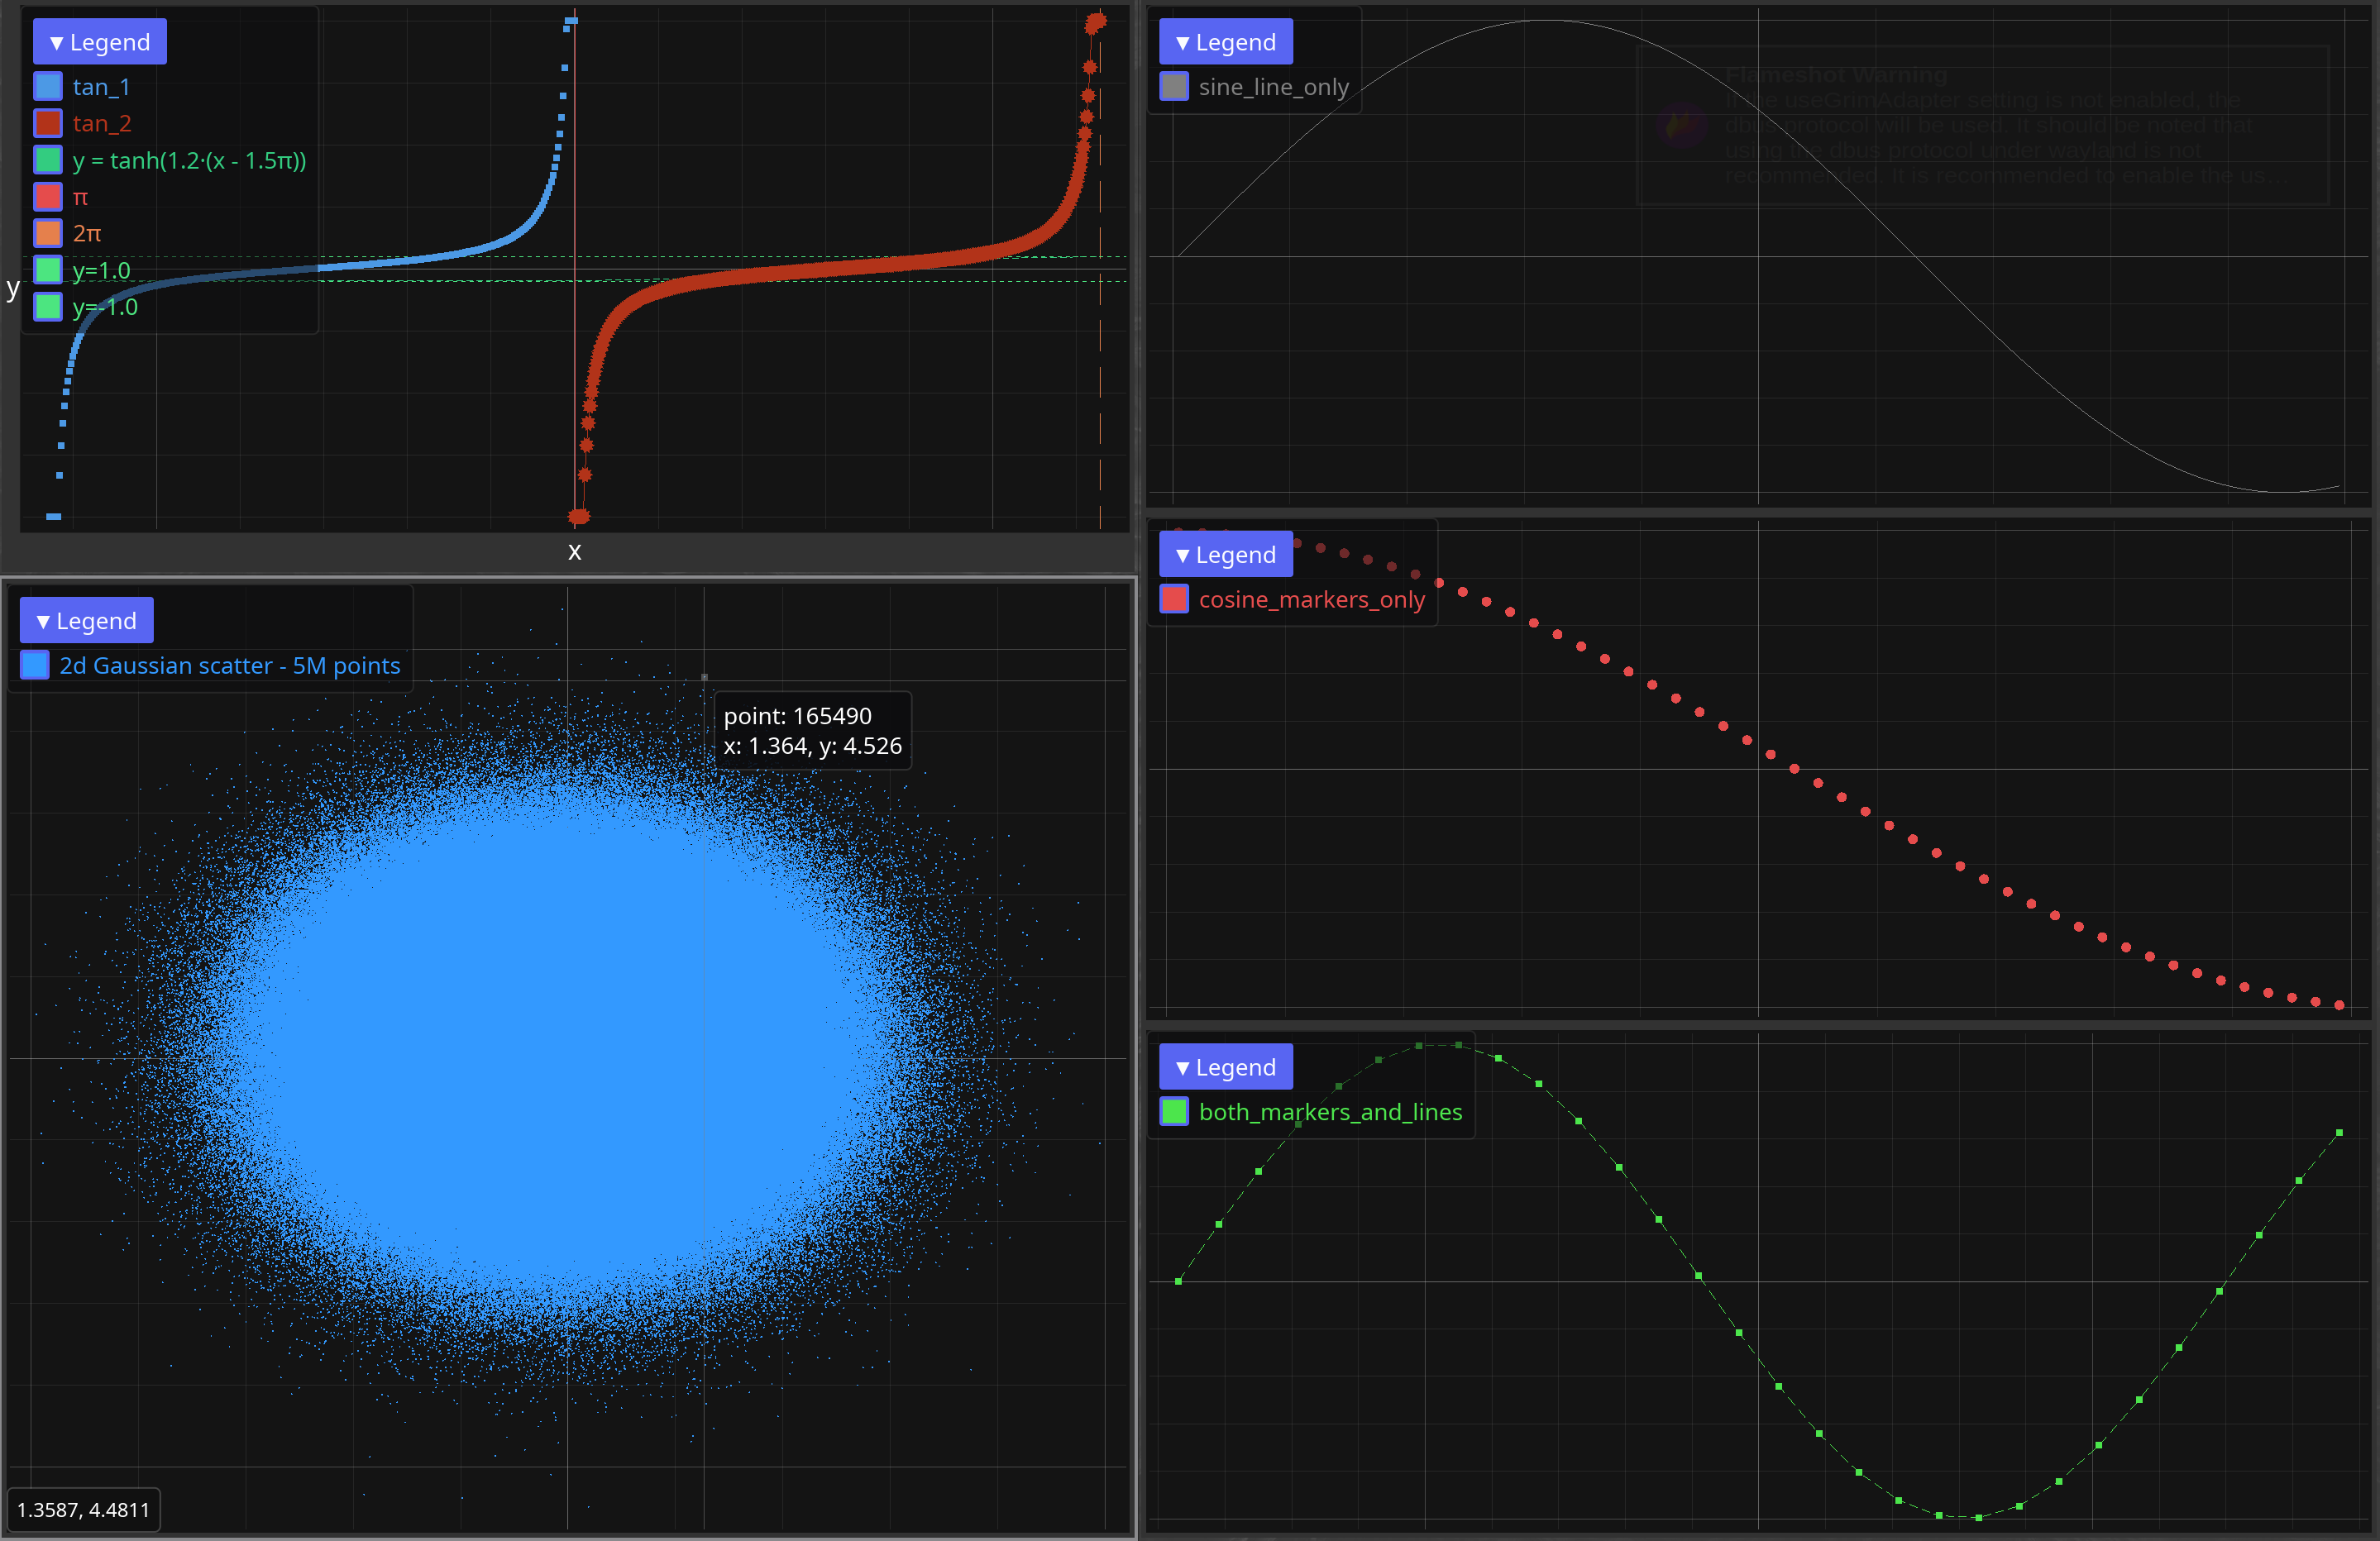 ▼ Legend
tan_1
tan_2
y = tanh(1.2·(x - 1.5π))
π
2π
y=1.0
y=-1.0
y
x
▼ Legend
2d Gaussian scatter - 5M points
point: 165490
x: 1.364, y: 4.526
1.3587, 4.4811
▼ Legend
sine_line_only
Flameshot Warning
If the useGrimAdapter setting is not enabled, the
dbus protocol will be used. It should be noted that
using the dbus protocol under wayland is not
recommended. It is recommended to enable the us...
▼ Legend
cosine_markers_only
▼ Legend
both_markers_and_lines